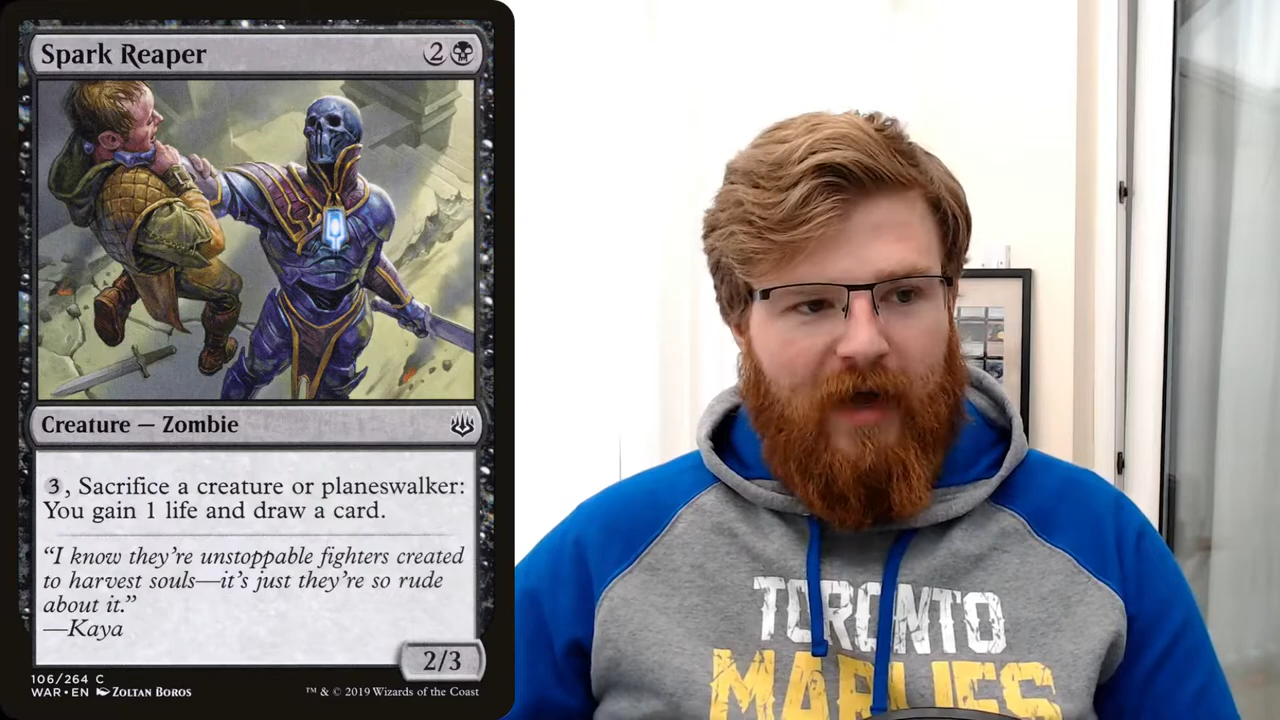 Spark Reaper 2
Creature — Zombie
3, Sacrifice a creature or planeswalker:
You gain 1 life and draw a card.
“I know they’re unstoppable fighters created
to harvest souls—it’s just they’re so rude
about it.”
—Kaya
2/3
106/264 C
WAR • EN Zoltan Boros
™ & © 2019 Wizards of the Coast
TORONTO
MARLIES